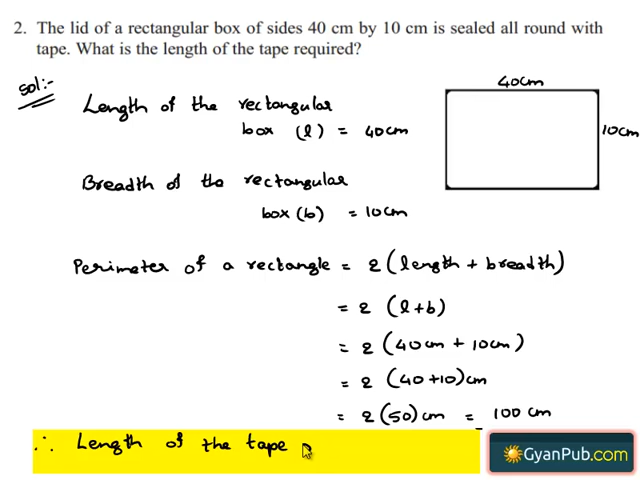 2. The lid of a rectangular box of sides 40 cm by 10 cm is sealed all round with
tape. What is the length of the tape required?
Sol:-
40cm
Length of the rectangular
box (l) = 40cm
10cm
Breadth of the rectangular
box (b) = 10cm
Perimeter of a rectangle = 2 (length + breadth)
= 2 (l+b)
= 2 (40cm + 10cm)
= 2 (40+10)cm
= 2 (50) cm = 100 cm
∴ Length of the tape
GyanPub.com